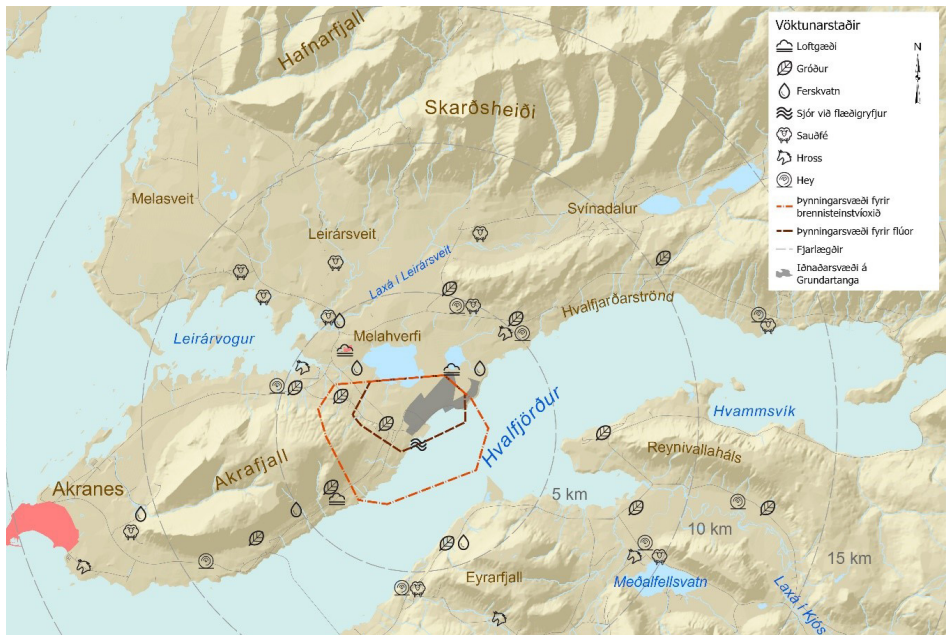 Hafnarfjall
Skarðsheiði
Melasveit
Leirársveit
Svínadalur
Laxá í Leirársveit
Hvalfjarðarströnd
Leirárvogur
Melahverfi
Hvalfjörður
Hvammsvík
Reynivallaháls
Akrafjall
Akranes
5 km
10 km
15 km
Eyrarfjall
Meðalfellsvatn
Laxá í Kjós
Vöktunarstaðir
N
Loftgæði
Gróður
Ferskvatn
Sjór við flæðigryfjur
Sauðfé
Hross
Hey
Þynningarsvæði fyrir
brennisteinstvíoxið
Þynningarsvæði fyrir flúor
Fjarlægðir
Iðnaðarsvæði á
Grundartanga